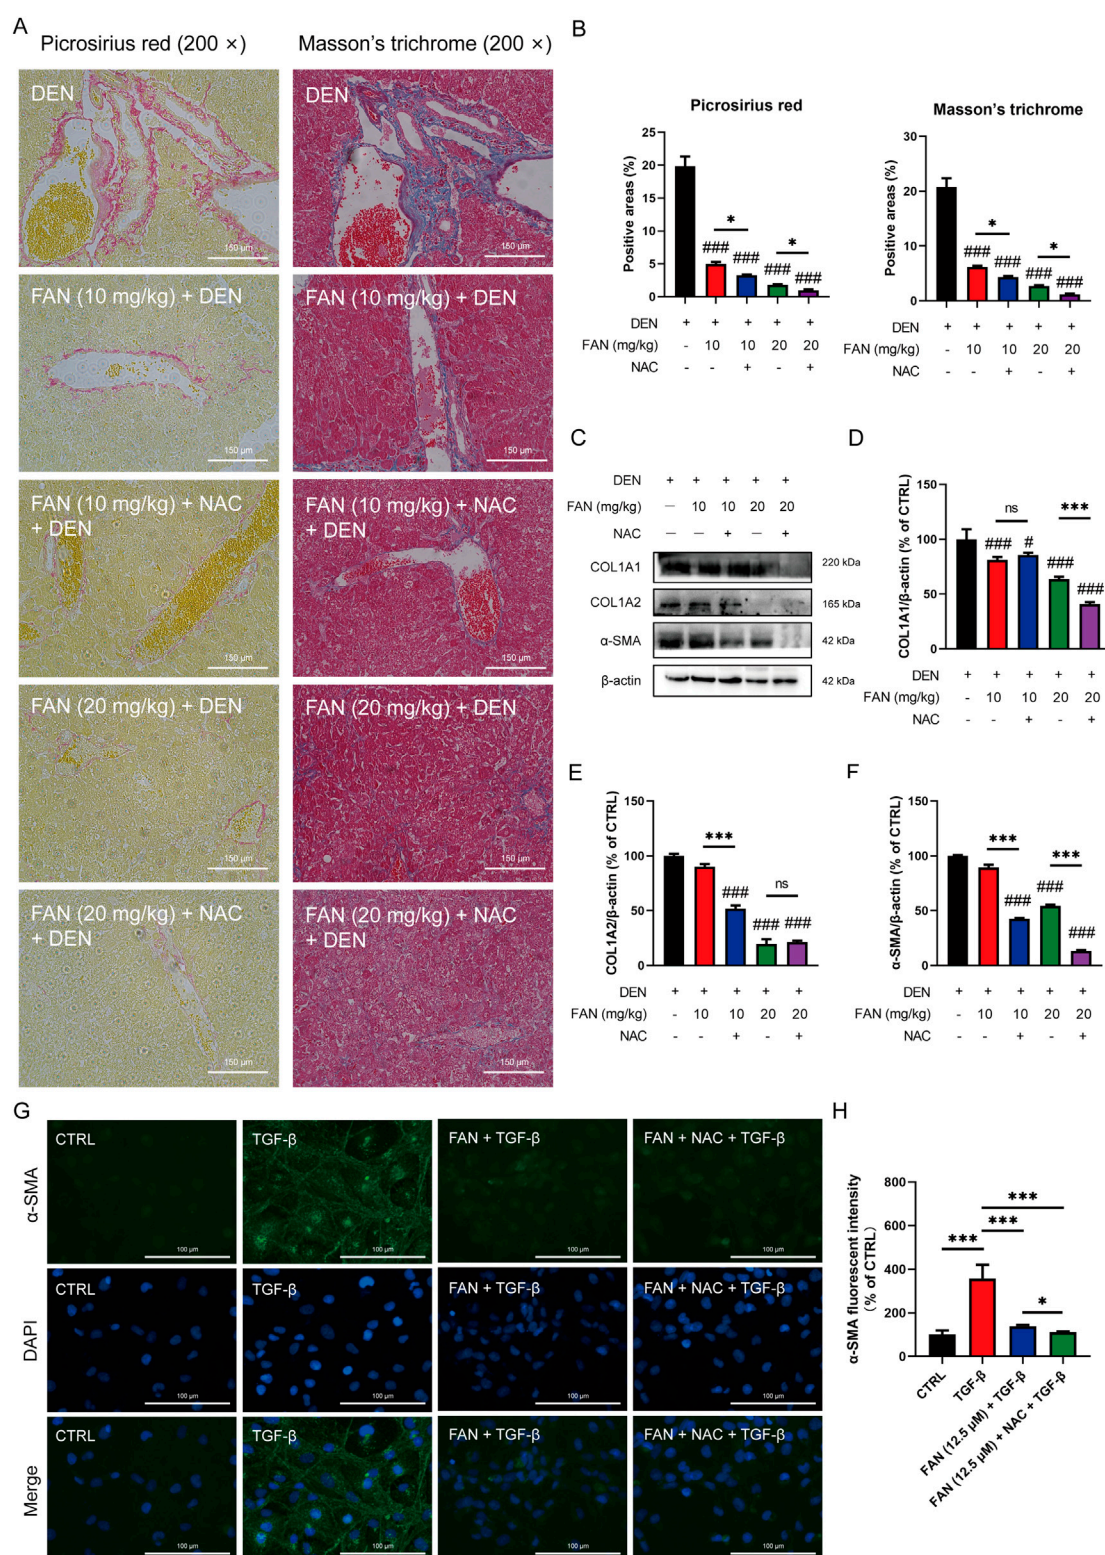 A
Picrosirius red (200 ×)
Masson's trichrome (200 ×)
DEN
150 µm
DEN
150 µm
FAN (10 mg/kg) + DEN
150 µm
FAN (10 mg/kg) + DEN
150 µm
FAN (10 mg/kg) + NAC
+ DEN
150 µm
FAN (10 mg/kg) + NAC
+ DEN
150 µm
FAN (20 mg/kg) + DEN
150 µm
FAN (20 mg/kg) + DEN
150 µm
FAN (20 mg/kg) + NAC
+ DEN
150 µm
FAN (20 mg/kg) + NAC
+ DEN
150 µm
B
Picrosirius red
Positive areas (%)
25
20
15
10
5
0
### ### ### ###
* *
DEN + + + + +
FAN (mg/kg) - 10 10 20 20
NAC - - + - +
Masson's trichrome
Positive areas (%)
30
20
10
0
### ### ### ###
* *
DEN + + + + +
FAN (mg/kg) - 10 10 20 20
NAC - - + - +
C
DEN + + + + +
FAN (mg/kg) — 10 10 20 20
NAC — — + — +
COL1A1 220 kDa
COL1A2 165 kDa
α-SMA 42 kDa
β-actin 42 kDa
D
COL1A1/β-actin (% of CTRL)
150
100
50
0
ns ***
### # ### ###
DEN + + + + +
FAN (mg/kg) - 10 10 20 20
NAC - - + - +
E
COL1A2/β-actin (% of CTRL)
150
100
50
0
*** ns
### ### ###
DEN + + + + +
FAN (mg/kg) - 10 10 20 20
NAC - - + - +
F
α-SMA/β-actin (% of CTRL)
150
100
50
0
*** ***
### ### ###
DEN + + + + +
FAN (mg/kg) - 10 10 20 20
NAC - - + - +
G
α-SMA
CTRL
100 µm
TGF-β
100 µm
FAN + TGF-β
100 µm
FAN + NAC + TGF-β
100 µm
DAPI
CTRL
100 µm
TGF-β
100 µm
FAN + TGF-β
100 µm
FAN + NAC + TGF-β
100 µm
Merge
CTRL
100 µm
TGF-β
100 µm
FAN + TGF-β
100 µm
FAN + NAC + TGF-β
100 µm
H
α-SMA fluorescent intensity
(% of CTRL)
800
600
400
200
0
***
***
***
*
CTRL
TGF-β
FAN (12.5 µM) + TGF-β
FAN (12.5 µM) + NAC + TGF-β